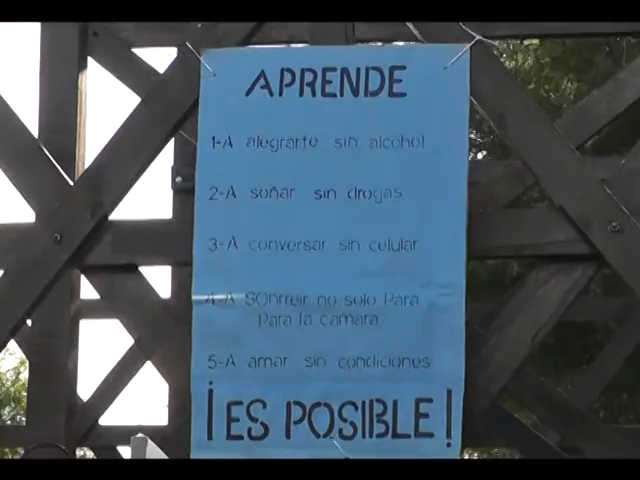 APRENDE
1-A alegrarte sin alcohol
2-A soñar sin drogas
3-A conversar sin celular
4-A SOnrreir no solo Para
Para la camara
5-A amar sin condiciones
¡ES POSIBLE!